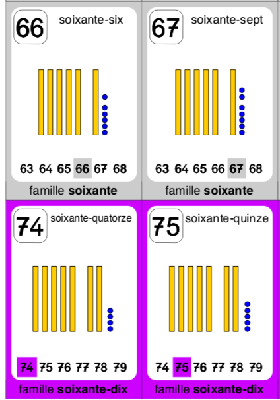 66 soixante-six
63 64 65 66 67 68
famille soixante
67 soixante-sept
63 64 65 66 67 68
famille soixante
74 soixante-quatorze
74 75 76 77 78 79
famille soixante-dix
75 soixante-quinze
74 75 76 77 78 79
famille soixante-dix